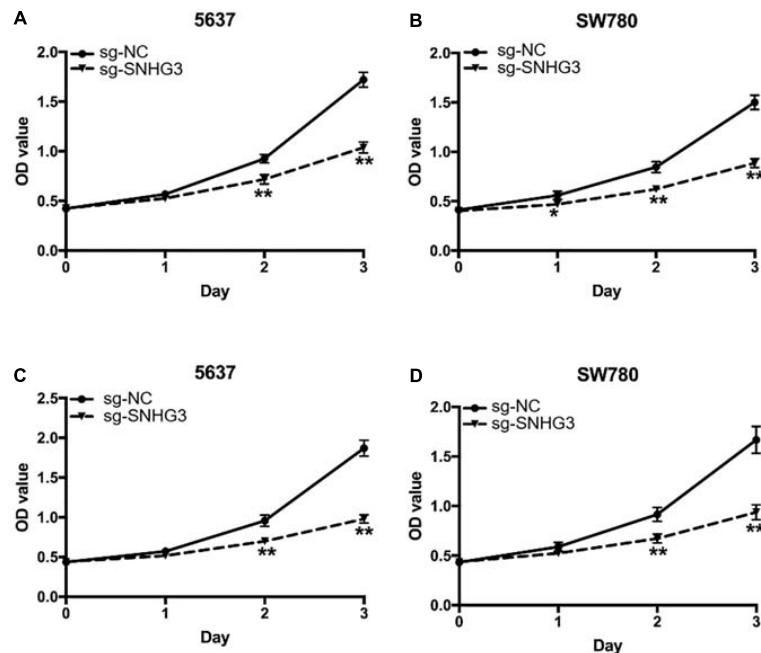 A
5637
sg-NC
sg-SNHG3
2.0
1.5
1.0
0.5
0.0
OD value
**
**
0 1 2 3
Day
B
SW780
sg-NC
sg-SNHG3
2.0
1.5
1.0
0.5
0.0
OD value
*
**
**
0 1 2 3
Day
C
5637
sg-NC
sg-SNHG3
2.5
2.0
1.5
1.0
0.5
0.0
OD value
**
**
0 1 2 3
Day
D
SW780
sg-NC
sg-SNHG3
2.0
1.5
1.0
0.5
0.0
OD value
**
**
0 1 2 3
Day